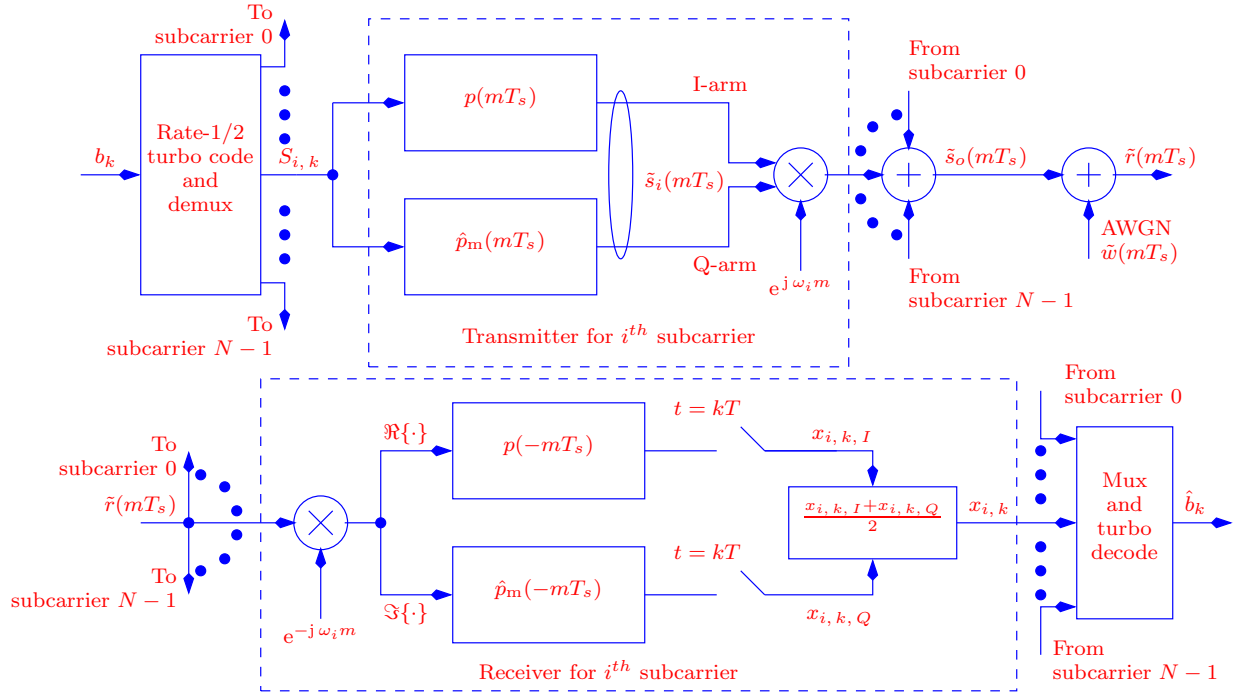 To
subcarrier 0
Rate-1/2
turbo code
and
demux
b_k
S_{i, k}
To
subcarrier N − 1
p(mT_s)
p̂_m(mT_s)
I-arm
s̃_i(mT_s)
Q-arm
e^{j ω_i m}
Transmitter for i^{th} subcarrier
From
subcarrier 0
s̃_o(mT_s)
r̃(mT_s)
AWGN
w̃(mT_s)
From
subcarrier N − 1
To
subcarrier 0
r̃(mT_s)
To
subcarrier N − 1
e^{−j ω_i m}
ℜ{·}
ℑ{·}
p(−mT_s)
p̂_m(−mT_s)
t = kT
t = kT
x_{i, k, I}
\frac{x_{i, k, I}+x_{i, k, Q}}{2}
x_{i, k, Q}
x_{i, k}
Receiver for i^{th} subcarrier
From
subcarrier 0
Mux
and
turbo
decode
b̂_k
From
subcarrier N − 1